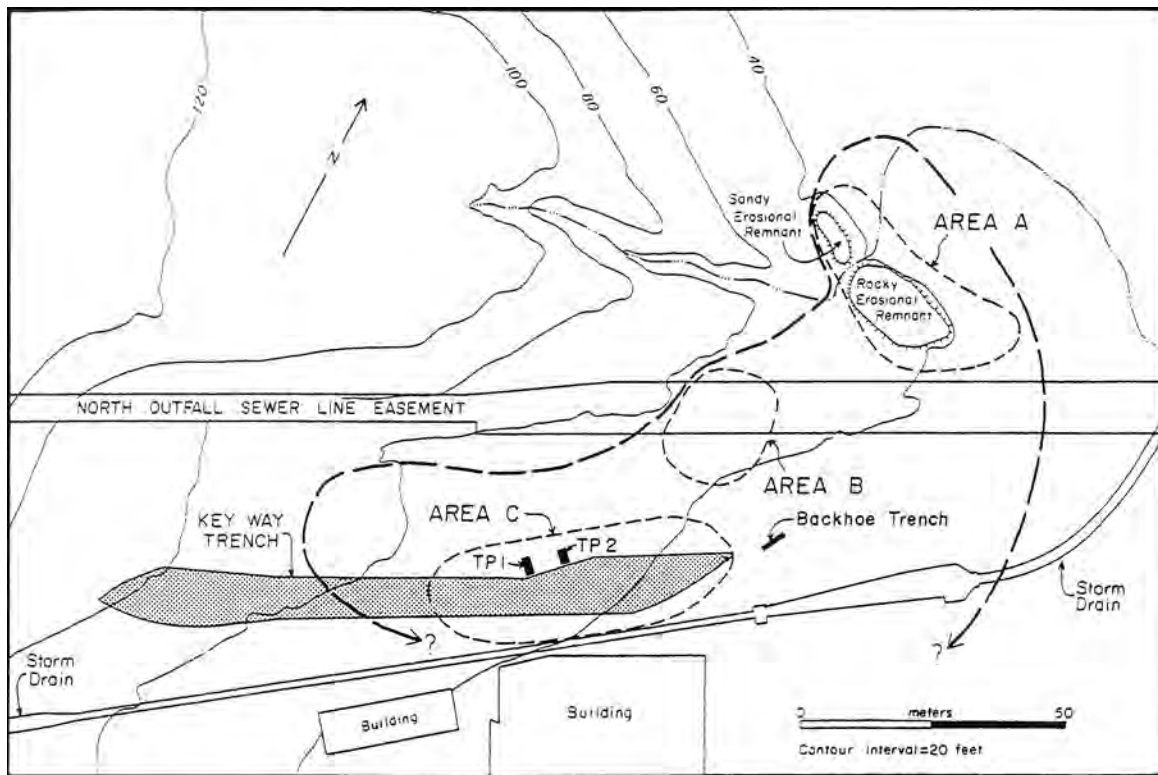 120
100
80
60
40
N
Sandy
Erosional
Remnant
AREA A
Rocky
Erosional
Remnant
NORTH OUTFALL SEWER LINE EASEMENT
AREA B
KEY WAY
TRENCH
AREA C
TP1
TP2
Backhoe Trench
Storm
Drain
?
?
Storm
Drain
Building
Building
0 meters 50
Contour interval=20 feet